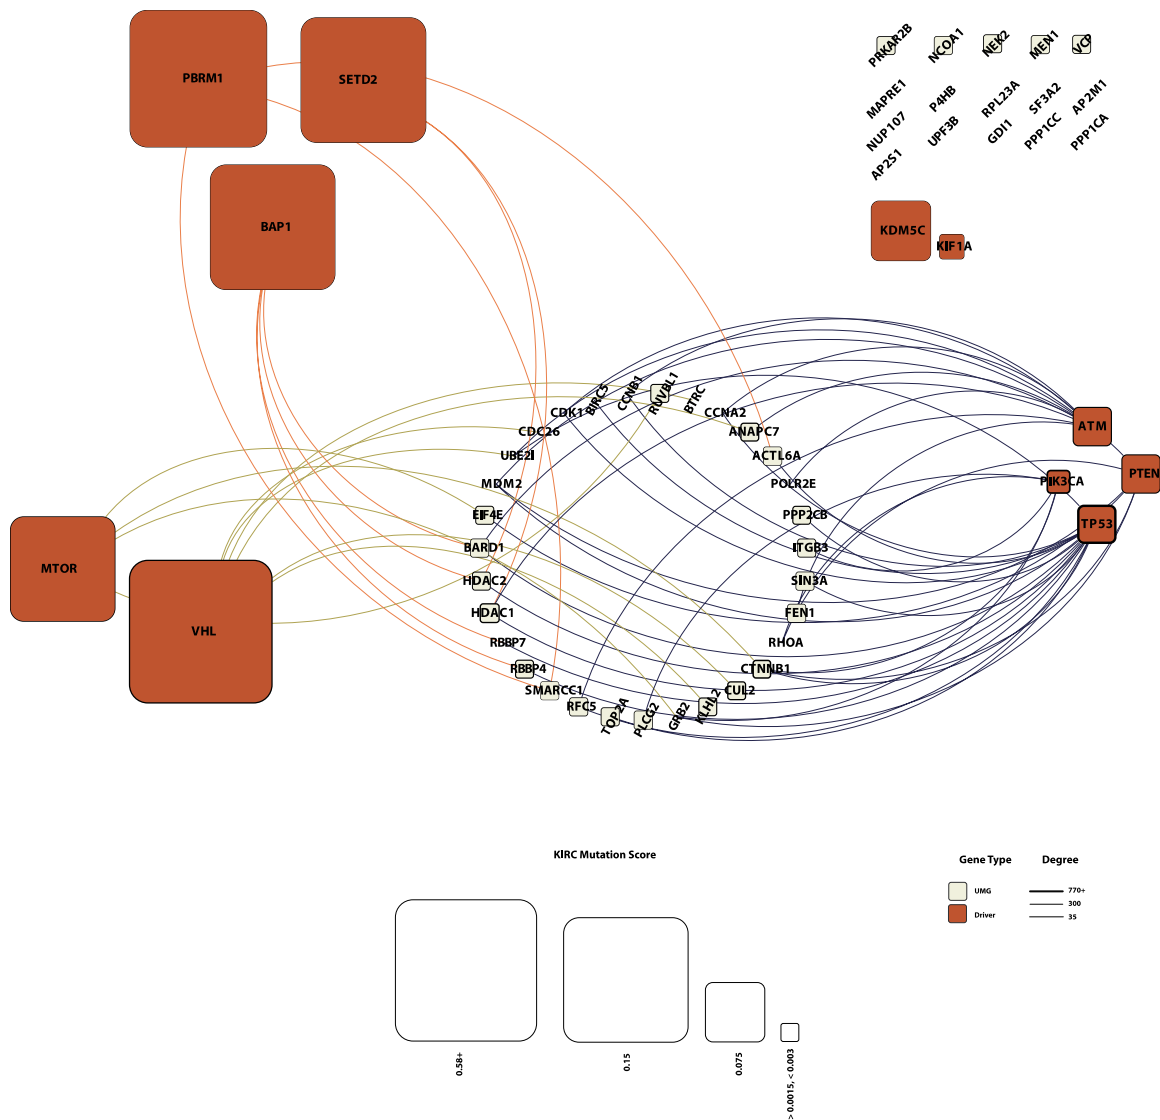 PBRM1
SETD2
BAP1
PRKAR2B
NCOA1
NEK2
MEN1
VCP
MAPRE1
P4HB
RPL23A
SF3A2
AP2M1
NUP107
UPF3B
GDI1
PPP1CC
PPP1CA
AP2S1
KDM5C
KIF1A
CDK1
BIRC5
CCNB1
RUVBL1
BTRC
CCNA2
CDC26
ANAPC7
UBE2I
ACTL6A
MDM2
POLR2E
EIF4E
PPP2CB
BARD1
ITGB3
HDAC2
SIN3A
HDAC1
FEN1
RBBP7
RHOA
RBBP4
CTNNB1
SMARCC1
CUL2
RFC5
TOP2A
PLCG2
GRB2
KLHL2
ATM
PTEN
PIK3CA
TP53
MTOR
VHL
KIRC Mutation Score
0.58+
0.15
0.075
> 0.0015, < 0.003
Gene Type
Degree
UMG
Driver
770+
300
35